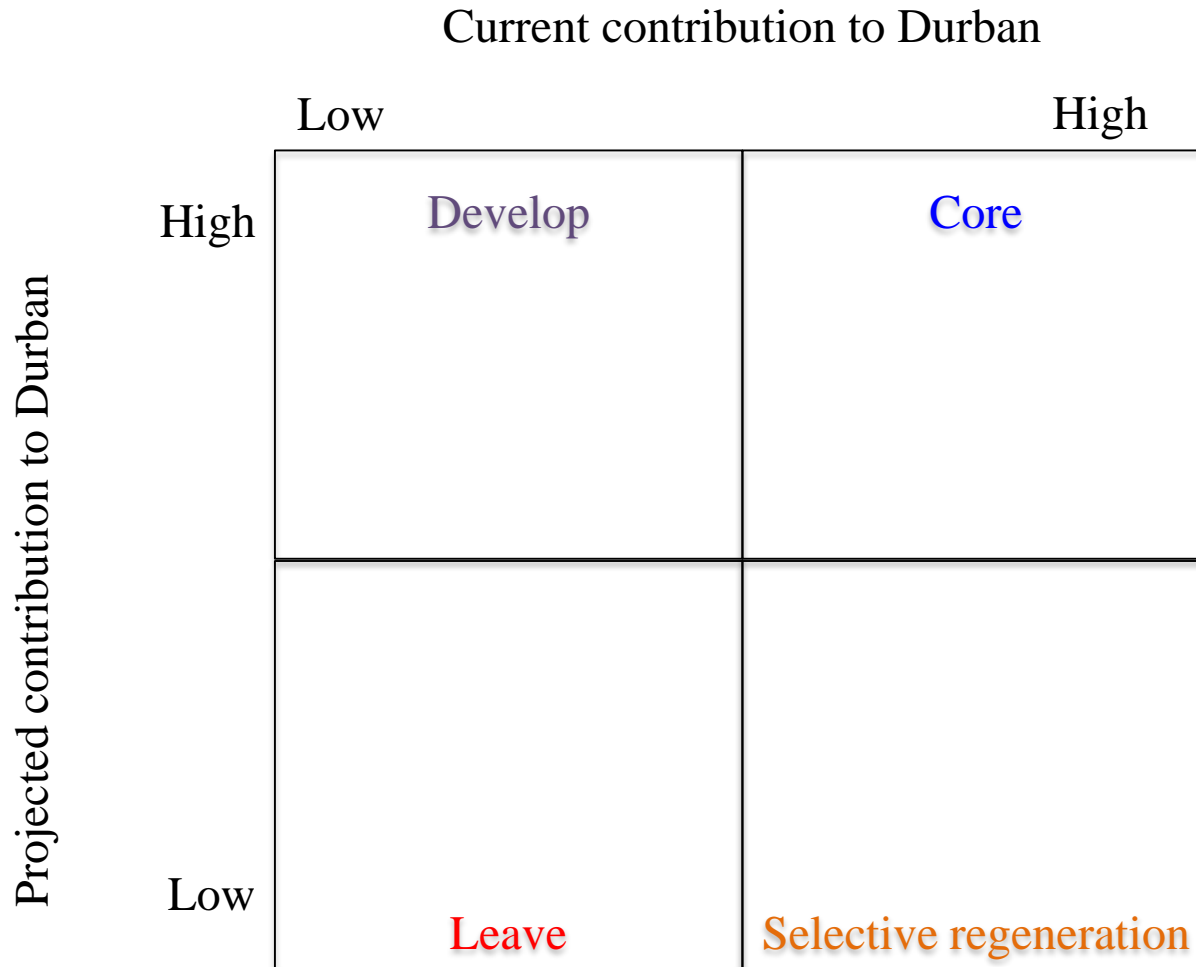 Current contribution to Durban
Low
High
High
Develop
Core
Projected contribution to Durban
Low
Leave
Selective regeneration